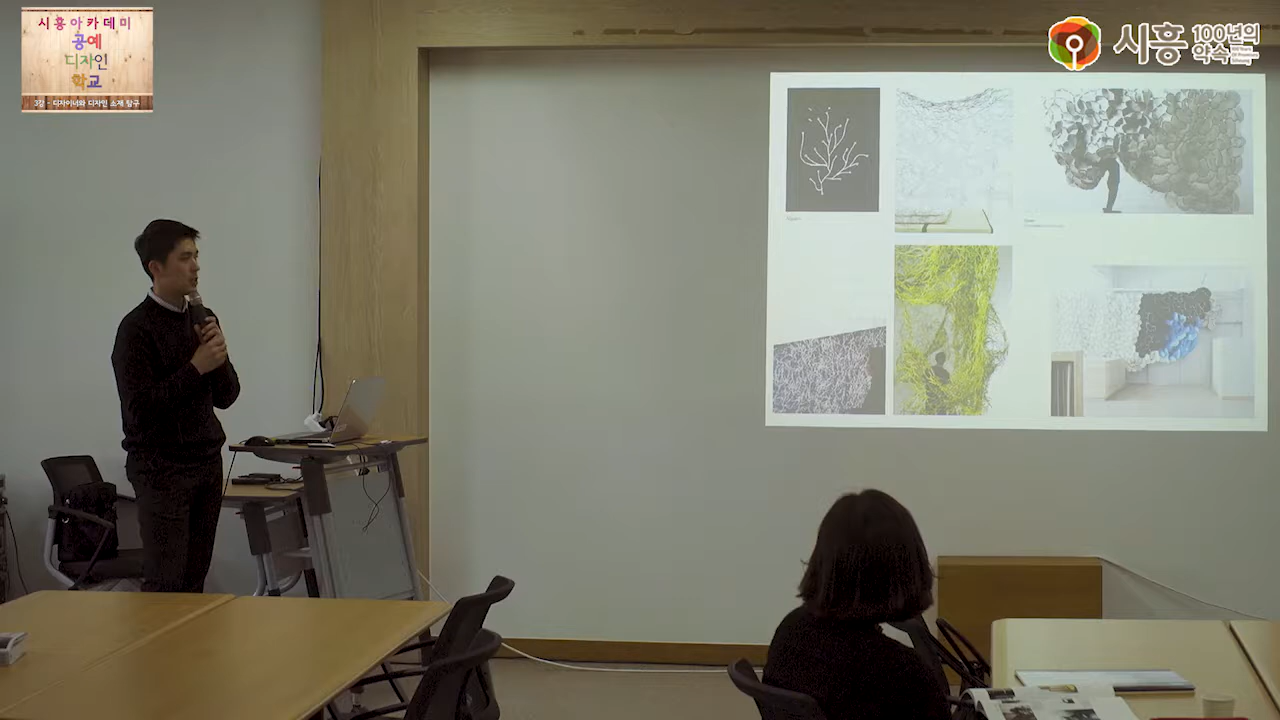 시흥아카데미
공예
디자인
학교
3강 - 디자이너와 디자인 소재 탐구
시흥
100년의
약속